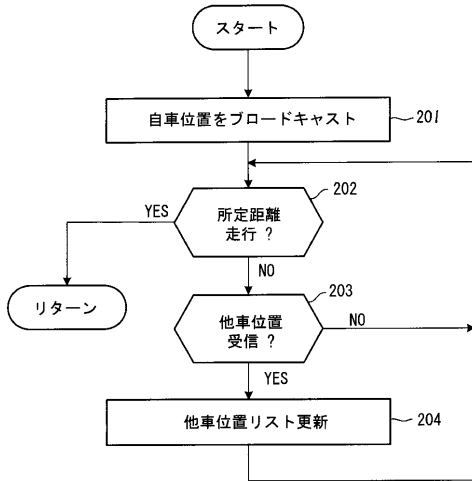 スタート
自車位置をブロードキャスト
201
202
所定距離
走行 ?
YES
NO
リターン
203
他車位置
受信 ?
NO
YES
他車位置リスト更新
204